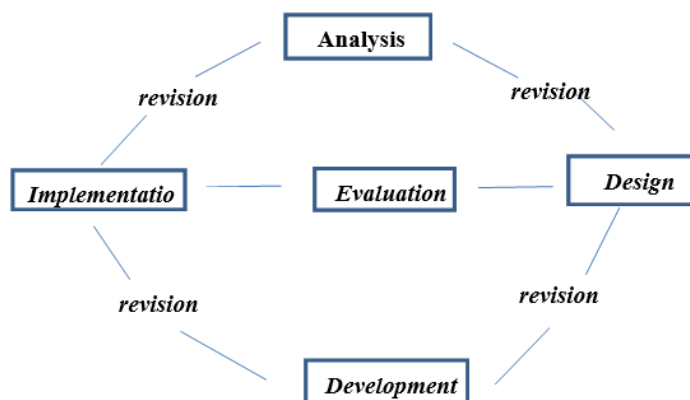 Analysis
revision
revision
Implementatio
Evaluation
Design
revision
revision
Development